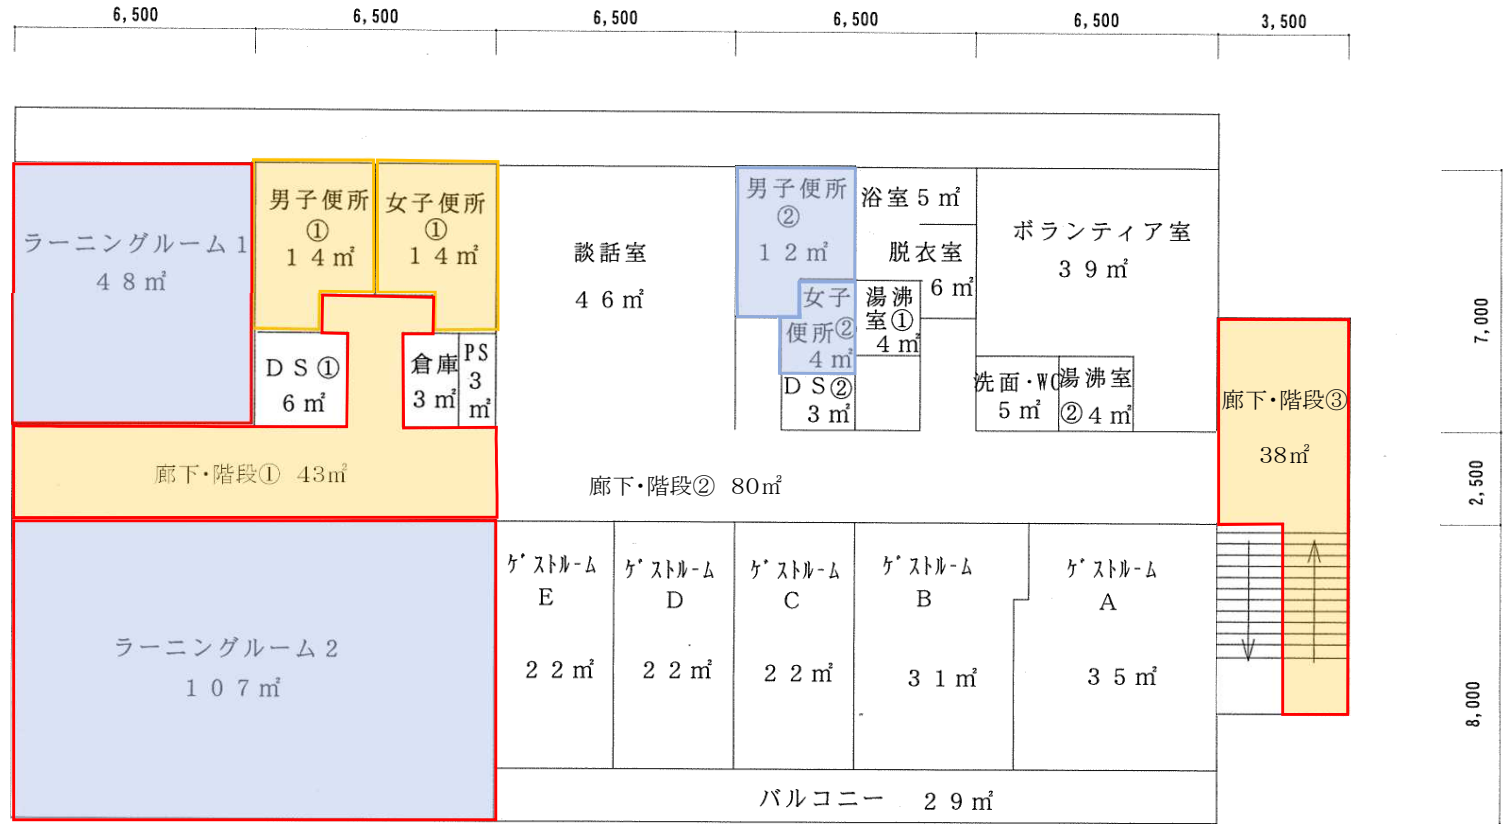 6,500
6,500
6,500
6,500
6,500
3,500
ラーニングルーム1
48㎡
男子便所
①
14㎡
女子便所
①
14㎡
談話室
46㎡
男子便所
②
12㎡
女子
便所②
4㎡
浴室5㎡
脱衣室
6㎡
湯沸
室①
4㎡
ボランティア室
39㎡
7,000
DS①
6㎡
倉庫
3㎡
PS
3
㎡
DS②
3㎡
洗面・WC
5㎡
湯沸室
②4㎡
廊下・階段③
38㎡
廊下・階段① 43㎡
廊下・階段② 80㎡
2,500
ラーニングルーム2
107㎡
ｹﾞｽﾄﾙｰﾑ
E
22㎡
ｹﾞｽﾄﾙｰﾑ
D
22㎡
ｹﾞｽﾄﾙｰﾑ
C
22㎡
ｹﾞｽﾄﾙｰﾑ
B
31㎡
ｹﾞｽﾄﾙｰﾑ
A
35㎡
8,000
バルコニー 29㎡